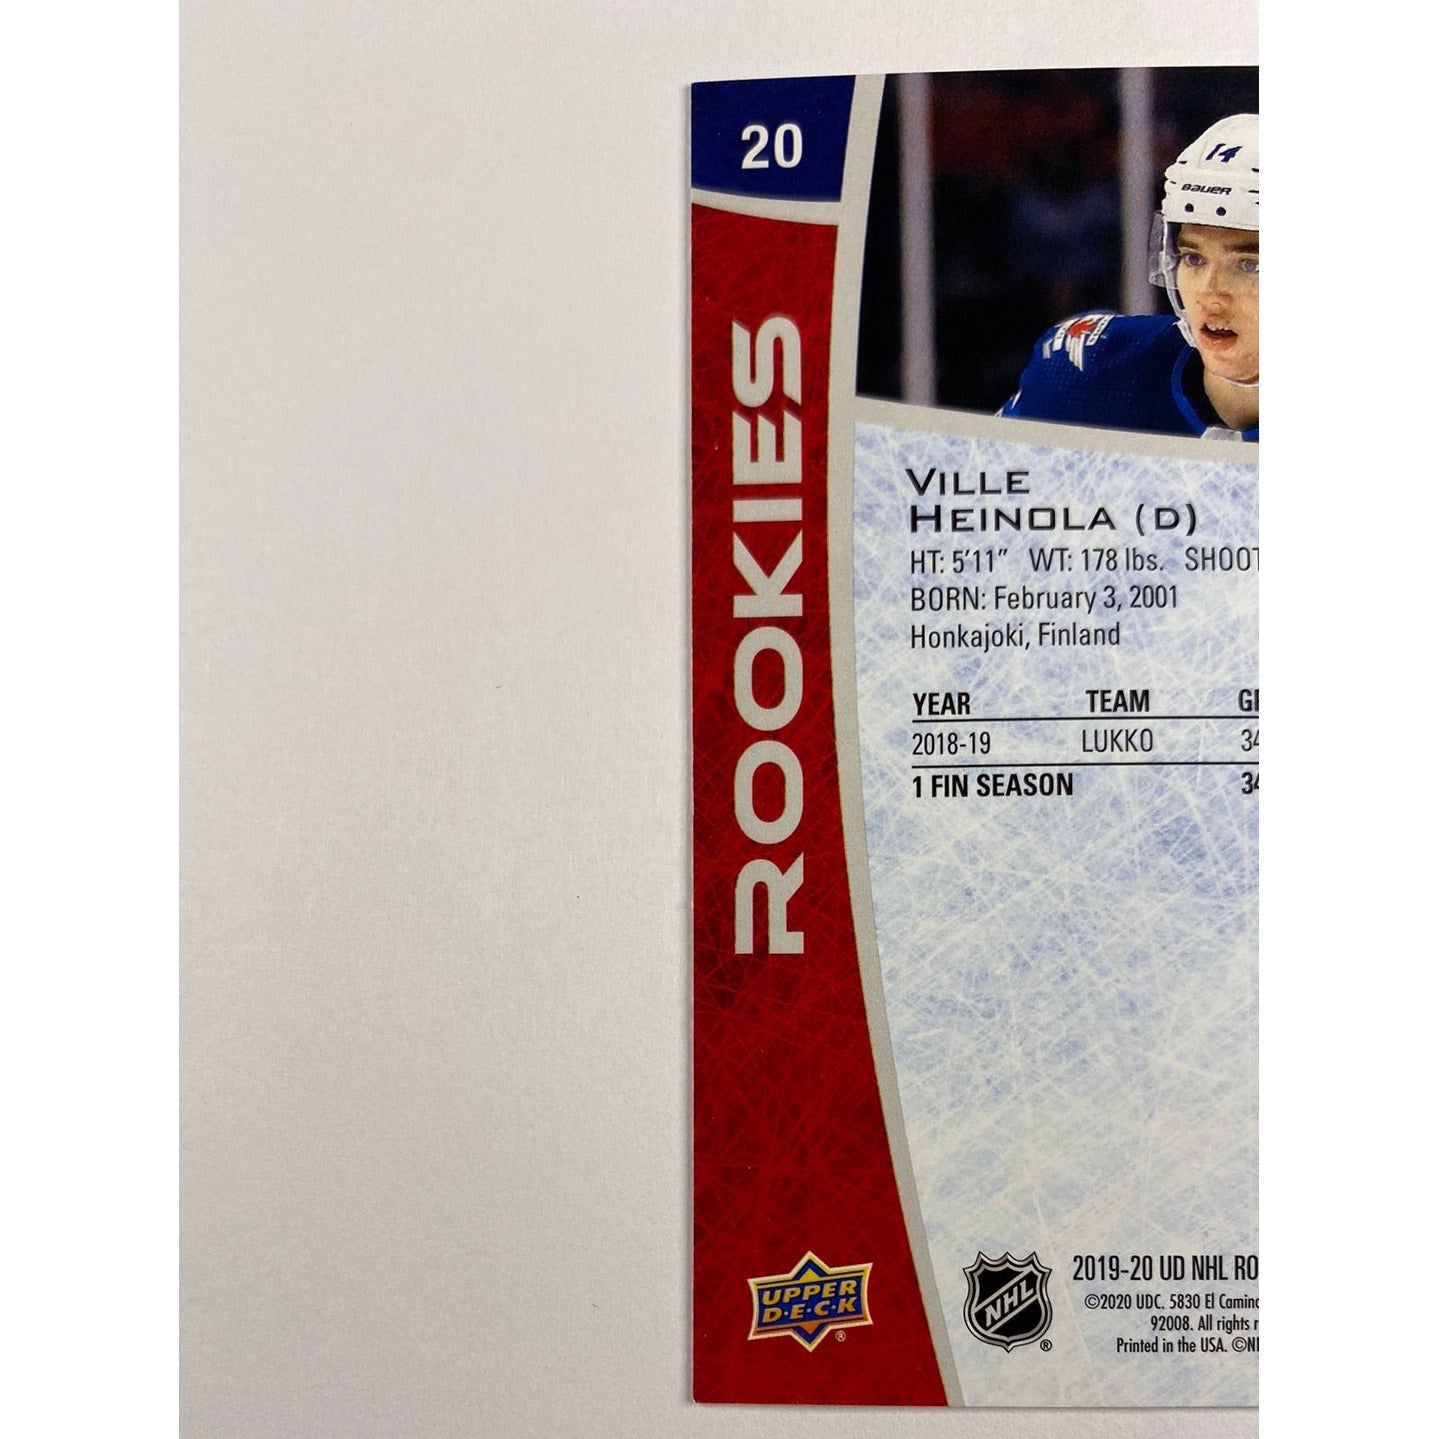 20
ROOKIES
14
BAUER
VILLE
HEINOLA (D)
HT: 5'11" WT: 178 lbs. SHOOT
BORN: February 3, 2001
Honkajoki, Finland
YEAR TEAM G
2018-19 LUKKO 34
1 FIN SEASON 34
UPPER
D·E·C·K
®
NHL
®
2019-20 UD NHL RO
©2020 UDC. 5830 El Camino
92008. All rights r
Printed in the USA. ©N